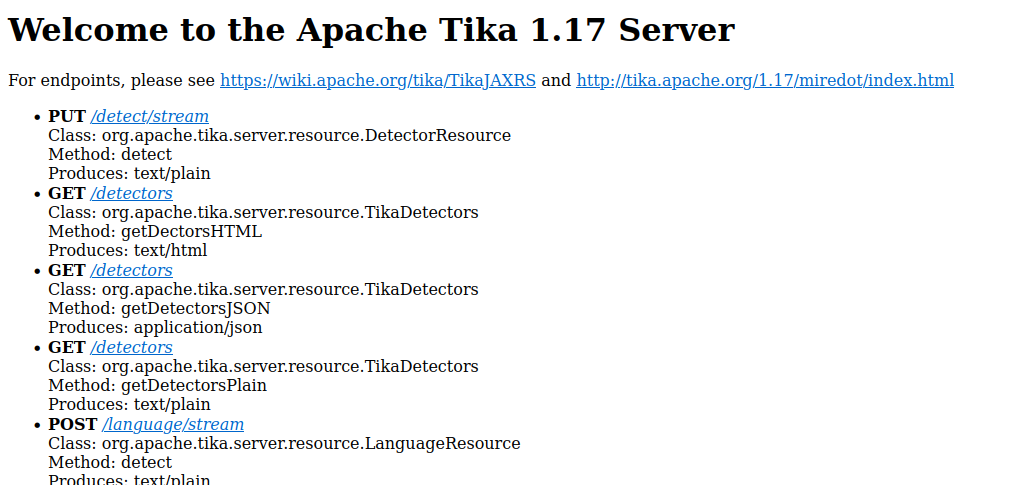 Welcome to the Apache Tika 1.17 Server
For endpoints, please see https://wiki.apache.org/tika/TikaJAXRS and http://tika.apache.org/1.17/miredot/index.html
• PUT /detect/stream
Class: org.apache.tika.server.resource.DetectorResource
Method: detect
Produces: text/plain
• GET /detectors
Class: org.apache.tika.server.resource.TikaDetectors
Method: getDectorsHTML
Produces: text/html
• GET /detectors
Class: org.apache.tika.server.resource.TikaDetectors
Method: getDetectorsJSON
Produces: application/json
• GET /detectors
Class: org.apache.tika.server.resource.TikaDetectors
Method: getDetectorsPlain
Produces: text/plain
• POST /language/stream
Class: org.apache.tika.server.resource.LanguageResource
Method: detect
Produces: text/plain